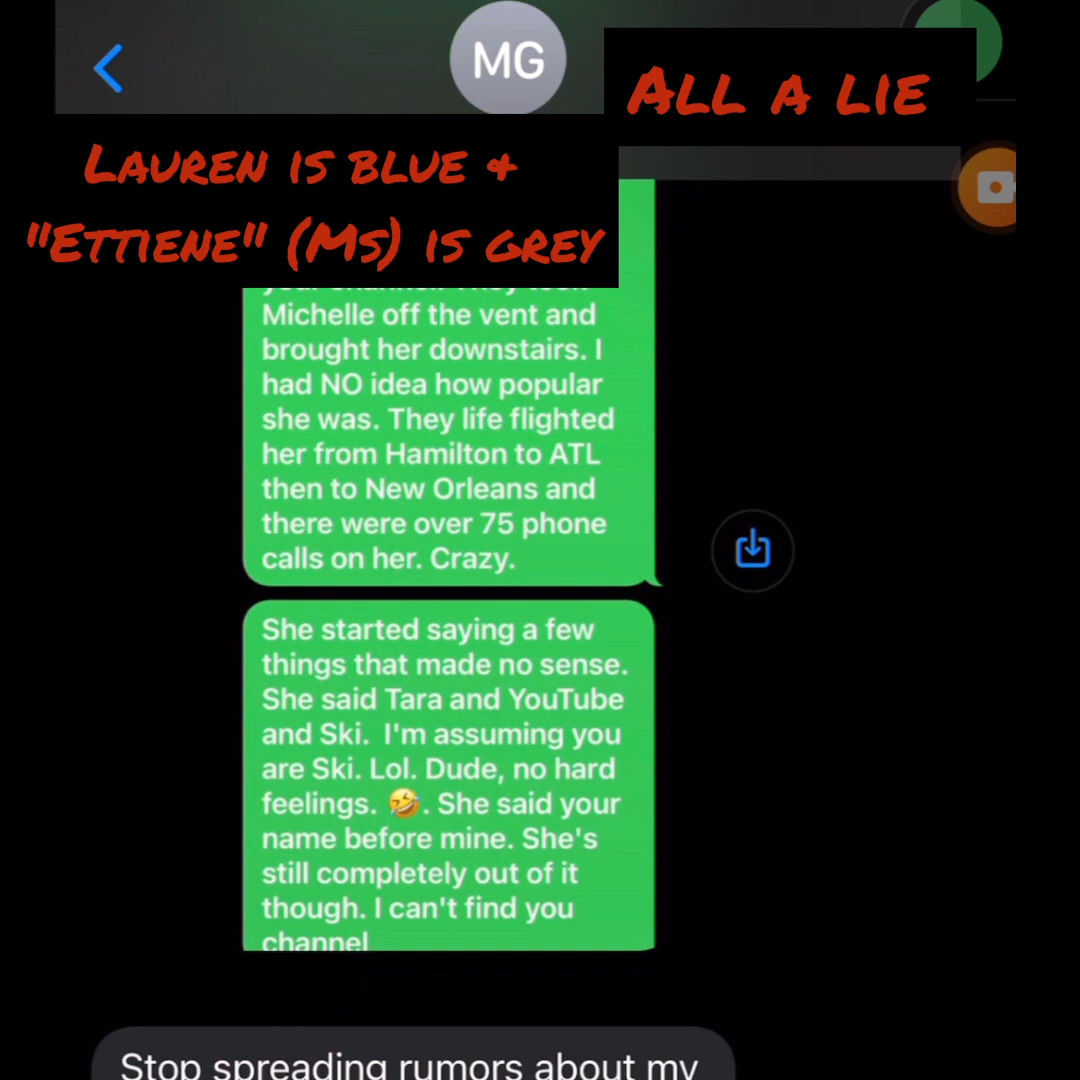 MG
ALL A LIE
LAUREN IS BLUE &
"ETTIENE" (MS) IS GREY
Michelle off the vent and
brought her downstairs. I
had NO idea how popular
she was. They life flighted
her from Hamilton to ATL
then to New Orleans and
there were over 75 phone
calls on her. Crazy.
She started saying a few
things that made no sense.
She said Tara and YouTube
and Ski. I'm assuming you
are Ski. Lol. Dude, no hard
feelings. 🤣. She said your
name before mine. She's
still completely out of it
though. I can't find you
channel
Stop spreading rumors about my